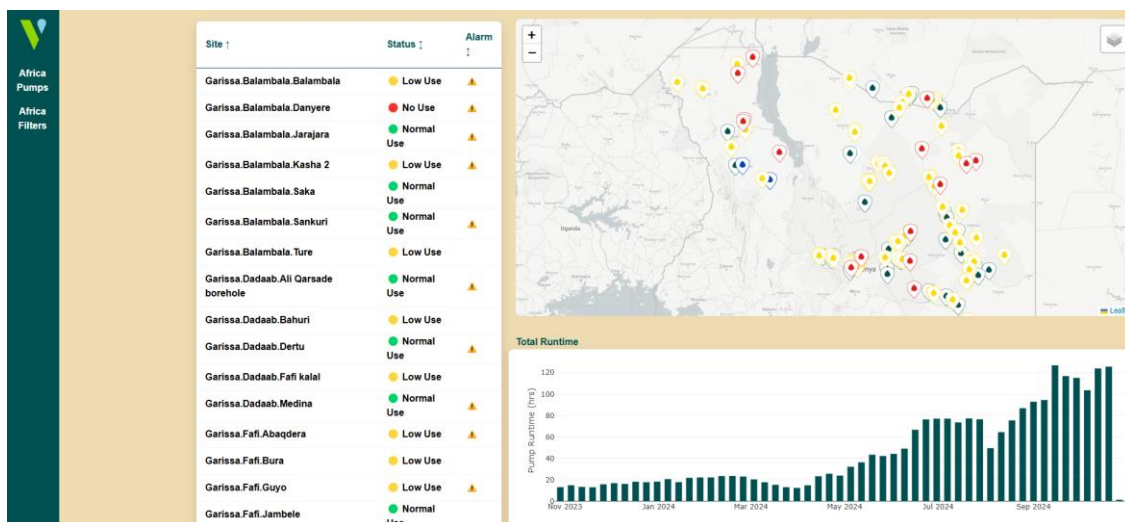 Africa
Pumps
Africa
Filters
Site ↑
Status ↕
Alarm ↕
Garissa.Balambala.Balambala Low Use
Garissa.Balambala.Danyere No Use
Garissa.Balambala.Jarajara Normal
Use
Garissa.Balambala.Kasha 2 Low Use
Garissa.Balambala.Saka Normal
Use
Garissa.Balambala.Sankuri Normal
Use
Garissa.Balambala.Ture Low Use
Garissa.Dadaab.Ali Qarsade Normal
borehole Use
Garissa.Dadaab.Bahuri Low Use
Garissa.Dadaab.Dertu Normal
Use
Garissa.Dadaab.Fafi kalal Low Use
Garissa.Dadaab.Medina Normal
Use
Garissa.Fafi.Abaqdera Low Use
Garissa.Fafi.Bura Low Use
Garissa.Fafi.Guyo Low Use
Garissa.Fafi.Jambele Normal
+
−
Uganda
nya
Leafl
Total Runtime
Pump Runtime (hrs)
120
100
80
60
40
20
0
Nov 2023
Jan 2024
Mar 2024
May 2024
Jul 2024
Sep 2024